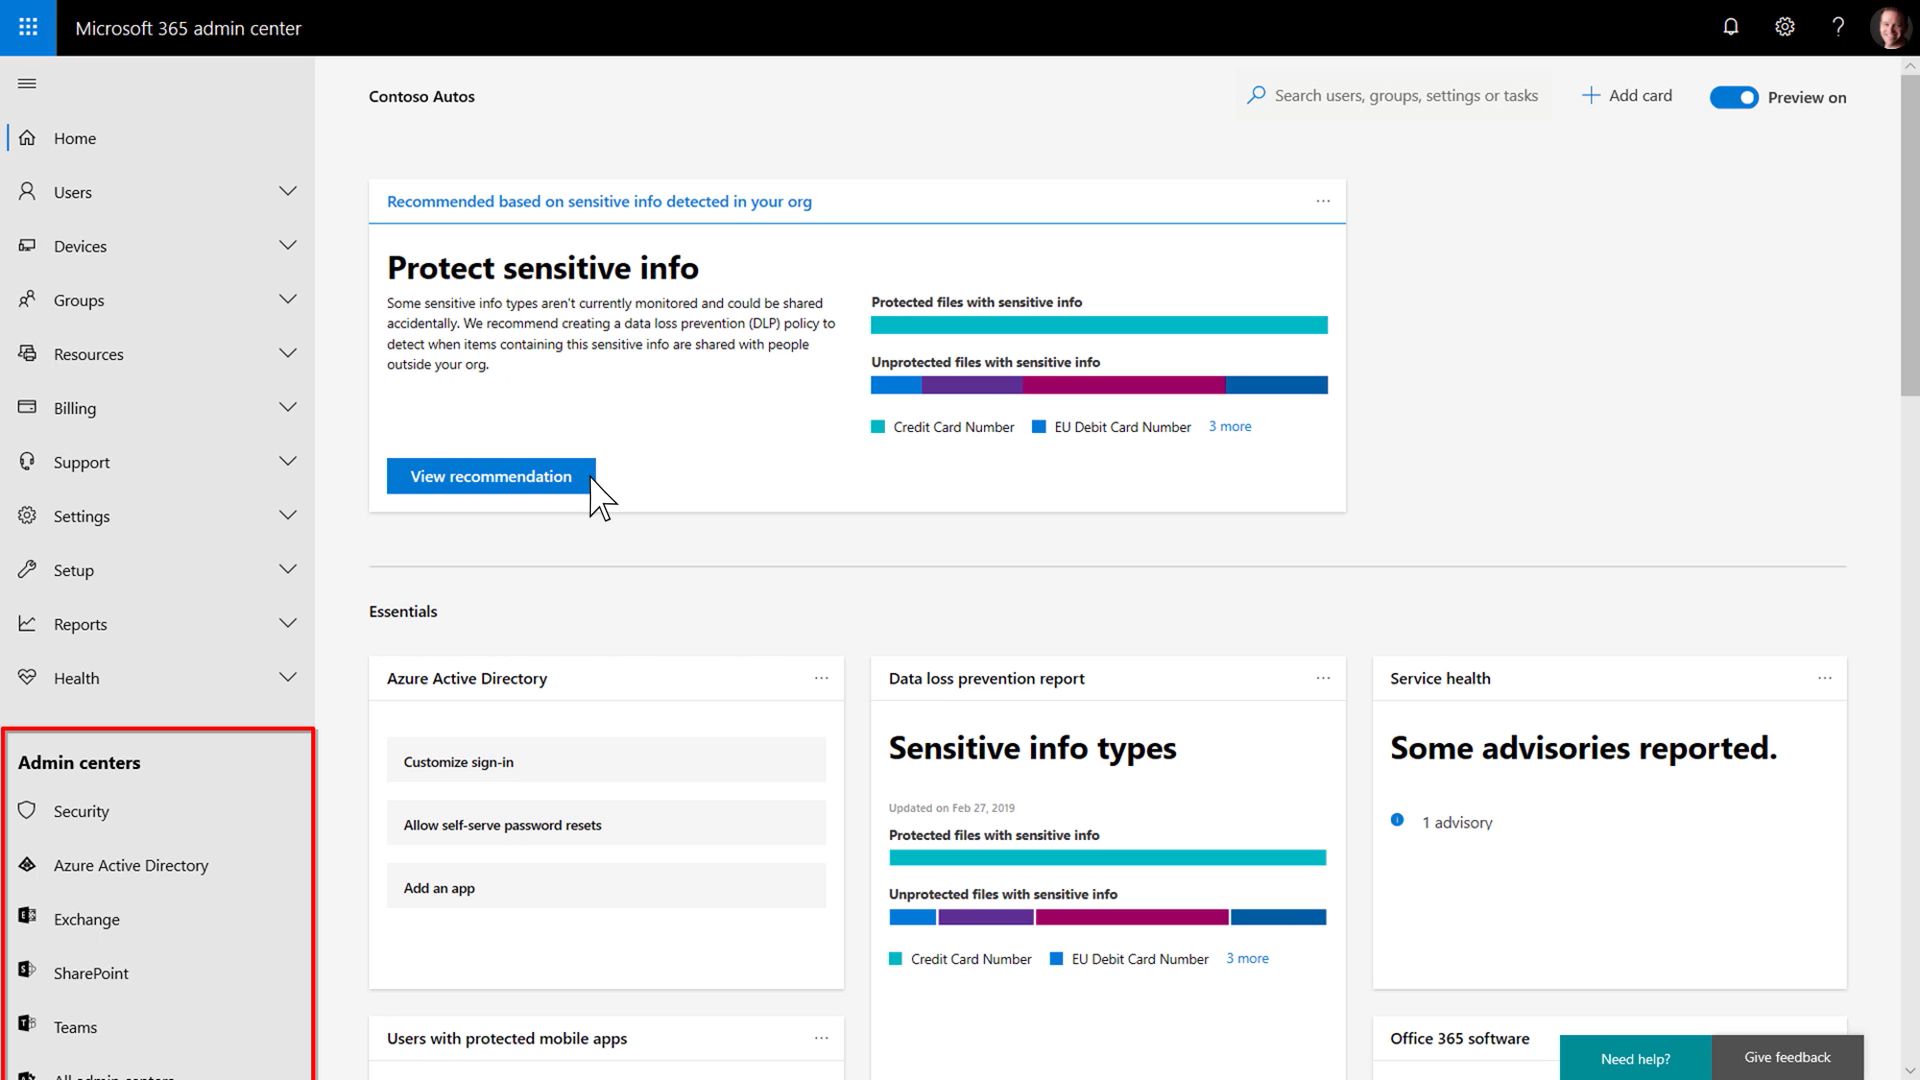 Microsoft 365 admin center
Home
Users
Devices
Groups
Resources
Billing
Support
Settings
Setup
Reports
Health
Admin centers
Security
Azure Active Directory
Exchange
SharePoint
Teams
All admin centers
Contoso Autos
Search users, groups, settings or tasks
Add card
Preview on
Recommended based on sensitive info detected in your org
Protect sensitive info
Some sensitive info types aren't currently monitored and could be shared
accidentally. We recommend creating a data loss prevention (DLP) policy to
detect when items containing this sensitive info are shared with people
outside your org.
View recommendation
Protected files with sensitive info
Unprotected files with sensitive info
Credit Card Number EU Debit Card Number 3 more
Essentials
Azure Active Directory
Customize sign-in
Allow self-serve password resets
Add an app
Data loss prevention report
Sensitive info types
Updated on Feb 27, 2019
Protected files with sensitive info
Unprotected files with sensitive info
Credit Card Number EU Debit Card Number 3 more
Service health
Some advisories reported.
1 advisory
Users with protected mobile apps
Office 365 software
Need help?
Give feedback